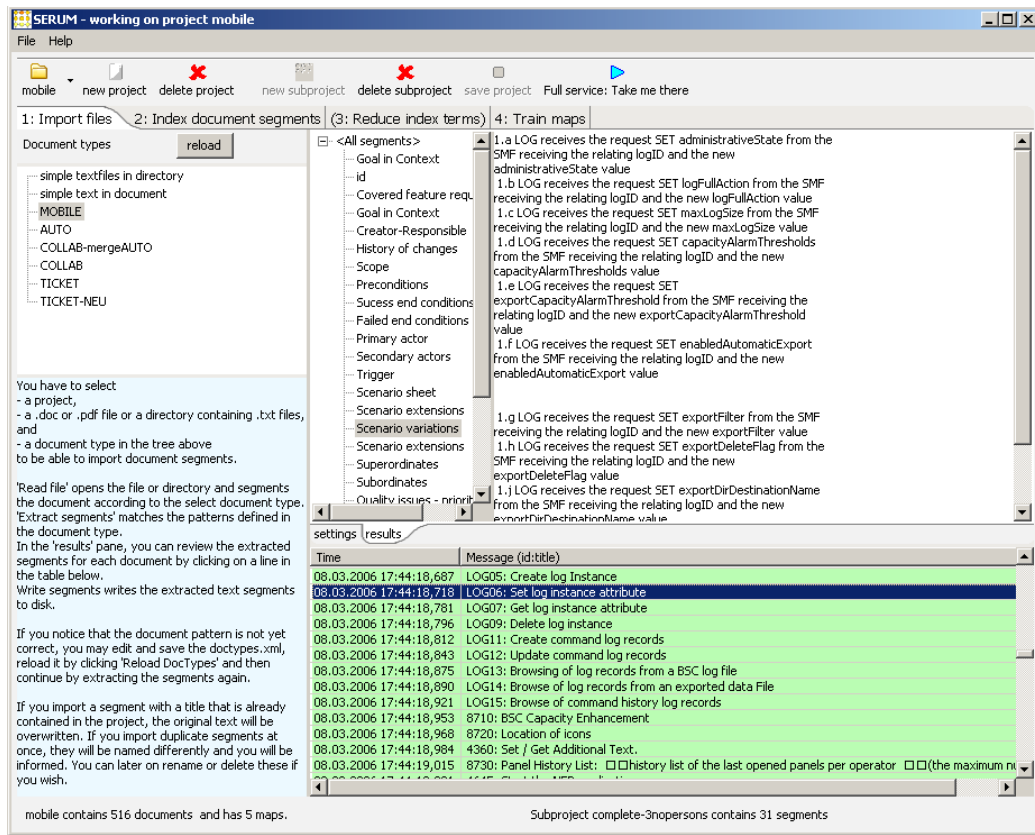 SERUM - working on project mobile
File Help
mobile new project delete project new subproject delete subproject save project Full service: Take me there
1: Import files 2: Index document segments (3: Reduce index terms) 4: Train maps
Document types reload
simple textfiles in directory
simple text in document
MOBILE
AUTO
COLLAB-mergeAUTO
COLLAB
TICKET
TICKET-NEU
You have to select
- a project,
- a .doc or .pdf file or a directory containing .txt files,
and
- a document type in the tree above
to be able to import document segments.
'Read file' opens the file or directory and segments
the document according to the select document type.
'Extract segments' matches the patterns defined in
the document type.
In the 'results' pane, you can review the extracted
segments for each document by clicking on a line in
the table below.
Write segments writes the extracted text segments
to disk.
If you notice that the document pattern is not yet
correct, you may edit and save the doctypes.xml,
reload it by clicking 'Reload DocTypes' and then
continue by extracting the segments again.
If you import a segment with a title that is already
contained in the project, the original text will be
overwritten. If you import duplicate segments at
once, they will be named differently and you will be
informed. You can later on rename or delete these if
you wish.
<All segments>
Goal in Context
id
Covered feature requ
Goal in Context
Creator-Responsible
History of changes
Scope
Preconditions
Sucess end conditions
Failed end conditions
Primary actor
Secondary actors
Trigger
Scenario sheet
Scenario extensions
Scenario variations
Scenario extensions
Superordinates
Subordinates
Quality issues - priorit
1.a LOG receives the request SET administrativeState from the
SMF receiving the relating logID and the new
administrativeState value
1.b LOG receives the request SET logFullAction from the SMF
receiving the relating logID and the new logFullAction value
1.c LOG receives the request SET maxLogSize from the SMF
receiving the relating logID and the new maxLogSize value
1.d LOG receives the request SET capacityAlarmThresholds
from the SMF receiving the relating logID and the new
capacityAlarmThresholds value
1.e LOG receives the request SET
exportCapacityAlarmThreshold from the SMF receiving the
relating logID and the new exportCapacityAlarmThreshold
value
1.f LOG receives the request SET enabledAutomaticExport
from the SMF receiving the relating logID and the new
enabledAutomaticExport value
1.g LOG receives the request SET exportFilter from the SMF
receiving the relating logID and the new exportFilter value
1.h LOG receives the request SET exportDeleteFlag from the
SMF receiving the relating logID and the new
exportDeleteFlag value
1.j LOG receives the request SET exportDirDestinationName
from the SMF receiving the relating logID and the new
exportDirDestinationName value
settings results
Time Message (id:title)
08.03.2006 17:44:18,687 LOG05: Create log Instance
08.03.2006 17:44:18,718 LOG06: Set log instance attribute
08.03.2006 17:44:18,781 LOG07: Get log instance attribute
08.03.2006 17:44:18,796 LOG09: Delete log instance
08.03.2006 17:44:18,812 LOG11: Create command log records
08.03.2006 17:44:18,843 LOG12: Update command log records
08.03.2006 17:44:18,875 LOG13: Browsing of log records from a BSC log file
08.03.2006 17:44:18,890 LOG14: Browse of log records from an exported data File
08.03.2006 17:44:18,921 LOG15: Browse of command history log records
08.03.2006 17:44:18,953 8710: BSC Capacity Enhancement
08.03.2006 17:44:18,968 8720: Location of icons
08.03.2006 17:44:18,984 4360: Set / Get Additional Text.
08.03.2006 17:44:19,015 8730: Panel History List: □□history list of the last opened panels per operator □□(the maximum nu
mobile contains 516 documents and has 5 maps.
Subproject complete-3nopersons contains 31 segments